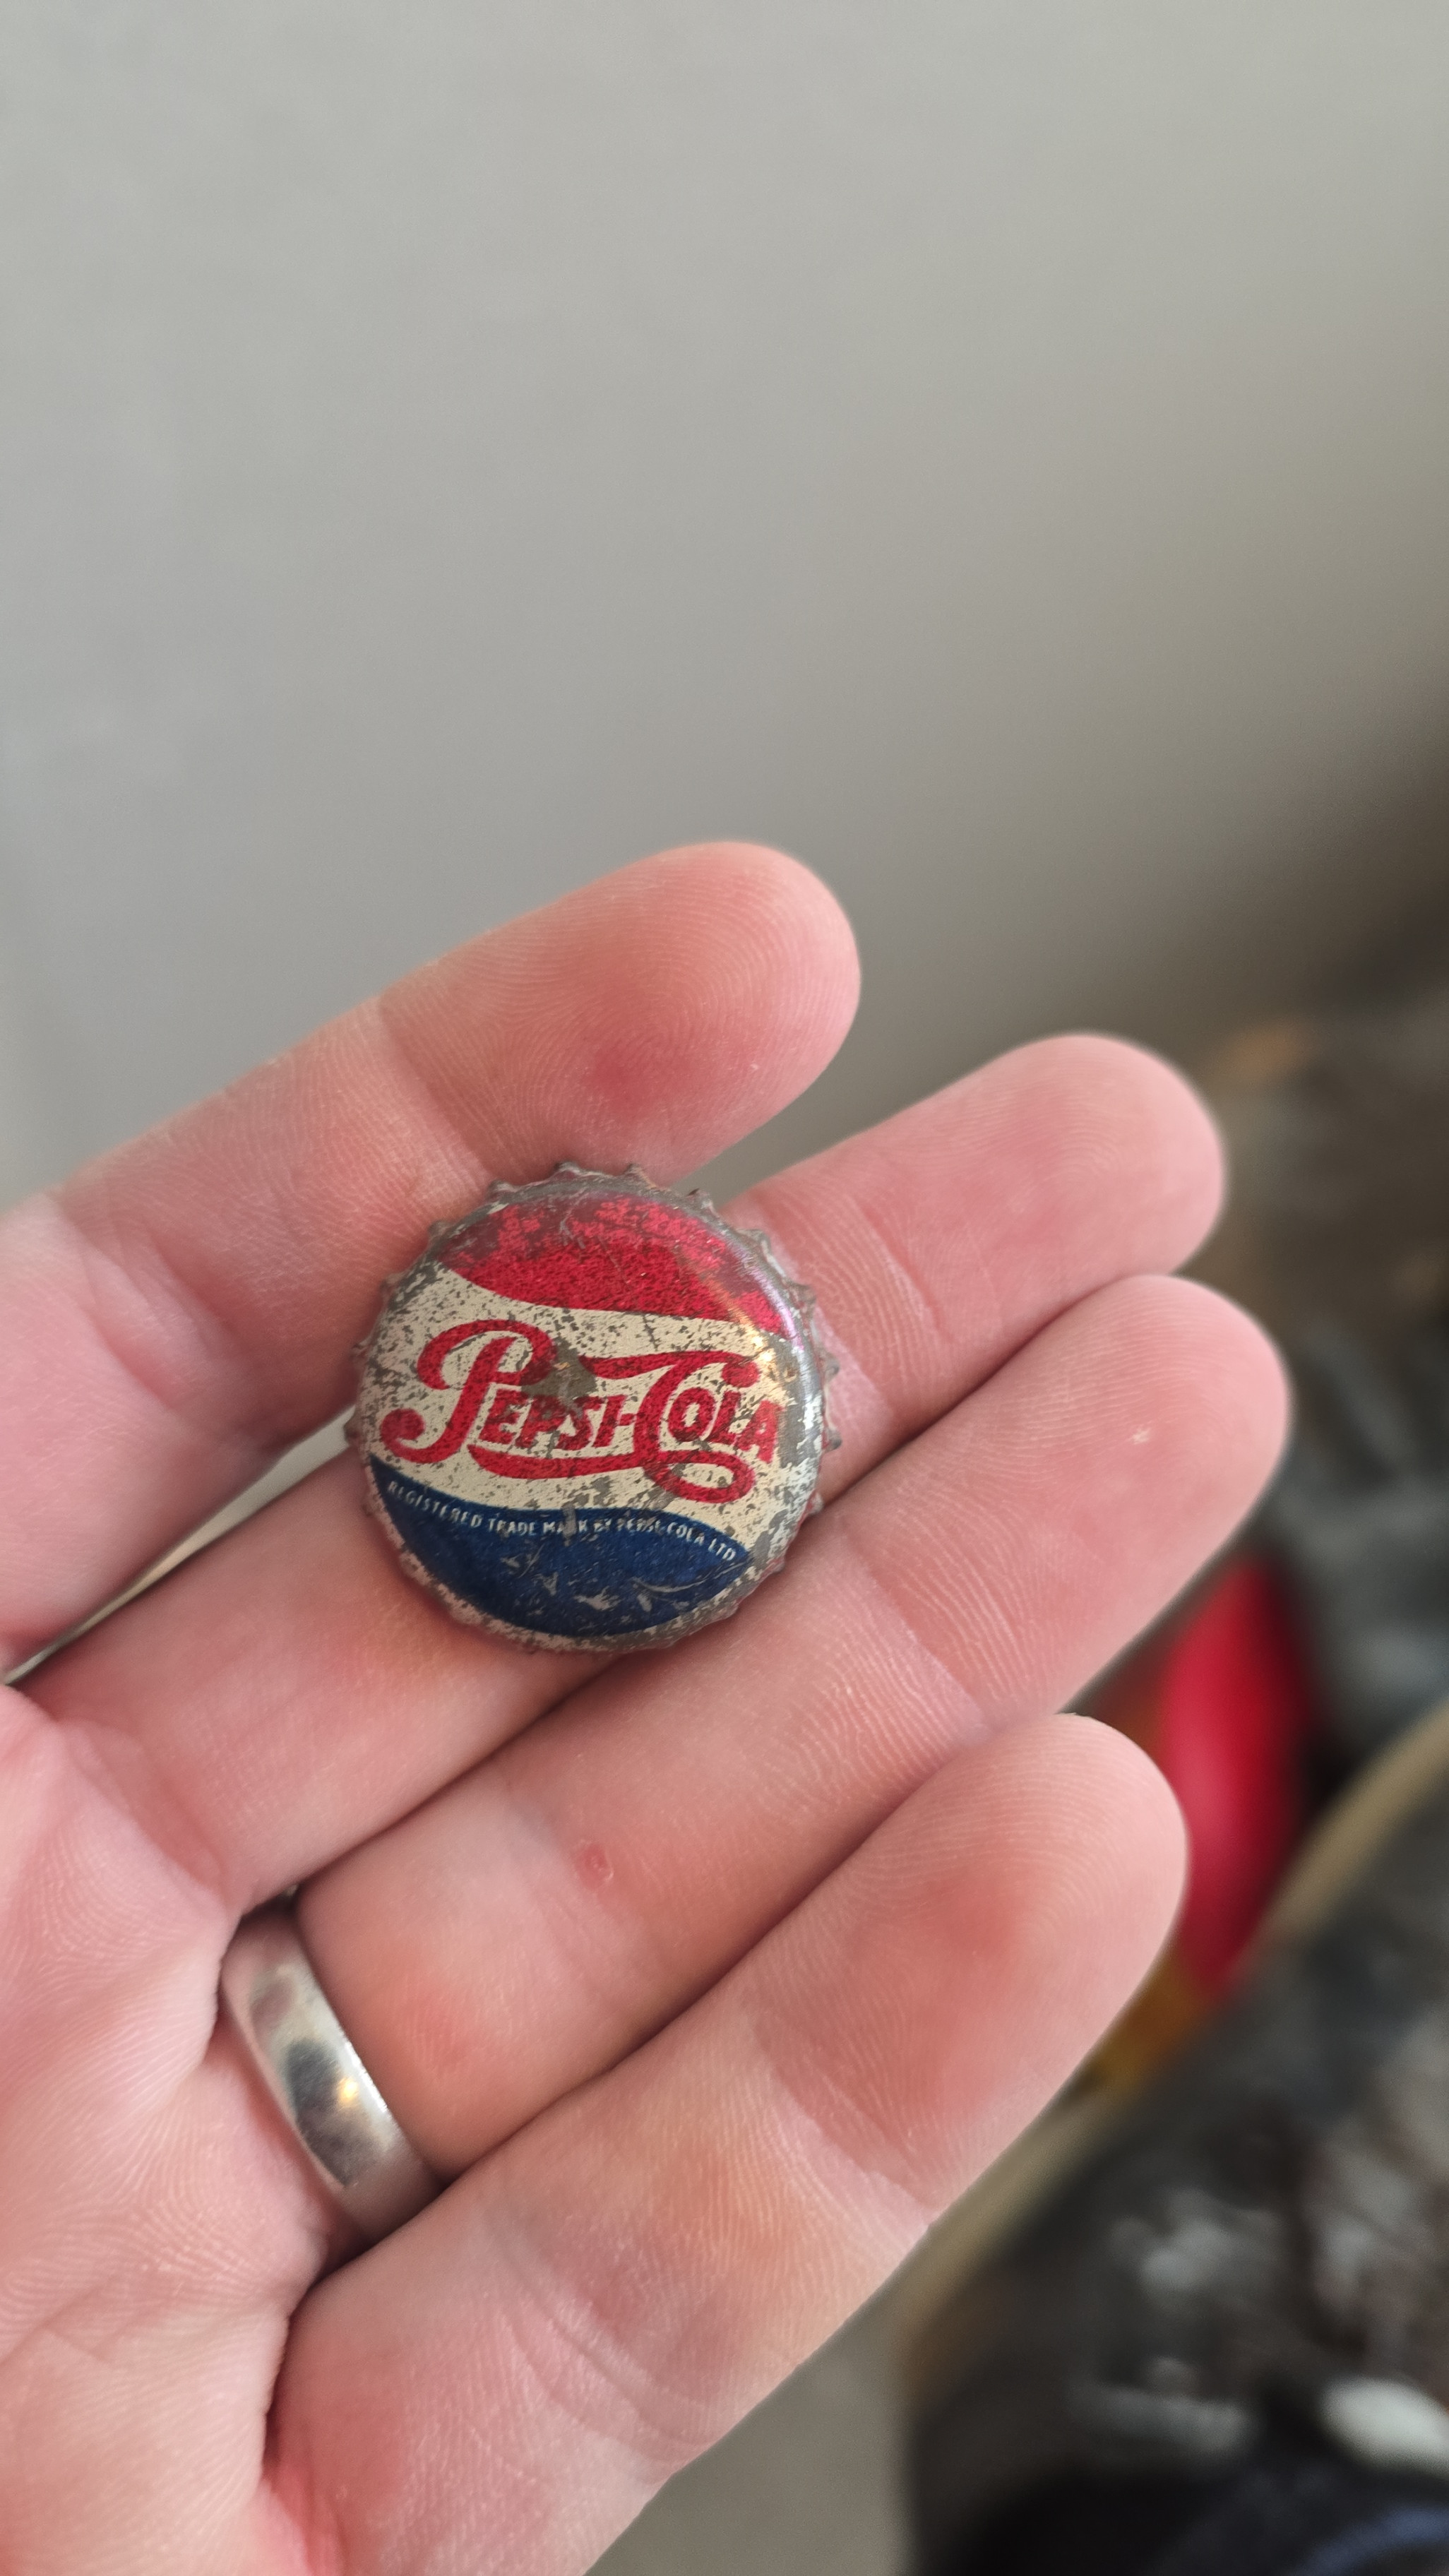 PEPSI-COLA
REGISTERED TRADE MARK BY PEPSI-COLA LTD